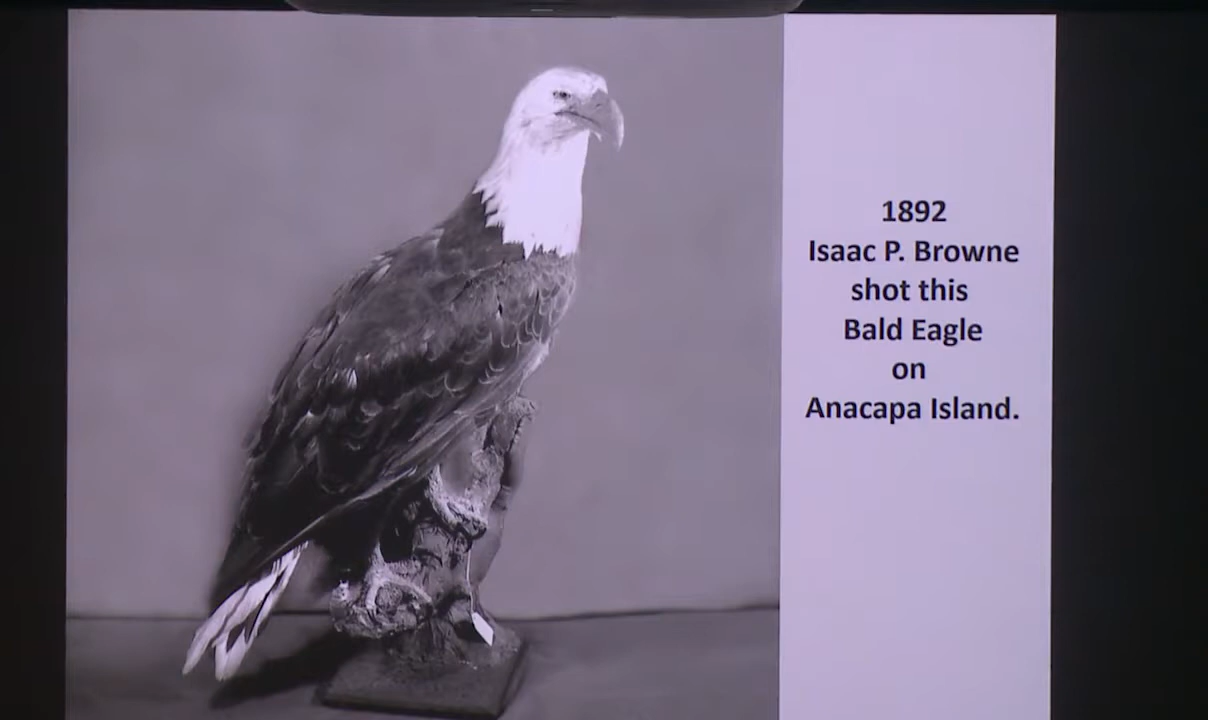 1892
Isaac P. Browne
shot this
Bald Eagle
on
Anacapa Island.